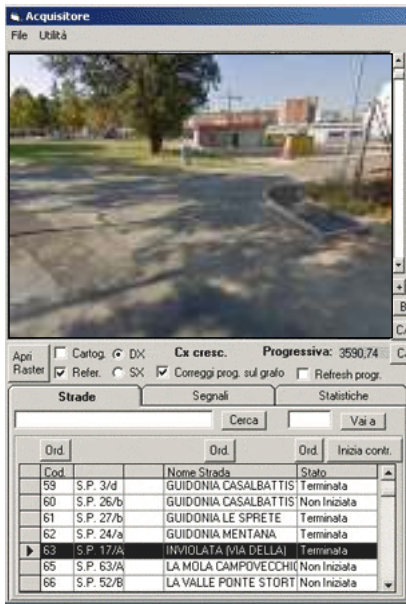 Acquisitore
File Utilità
+
Apri Raster Cartog. DX Cx cresc. Progressiva: 3590,74
Refer. SX Correggi prog. sul grafo Refresh progr.
Strade Segnali Statistiche
Cerca Vai a
Ord. Ord. Ord. Inizia contr.
Cod. Nome Strada Stato
59 S.P. 3/d GUIDONIA CASALBATTIS Terminata
60 S.P. 26/b GUIDONIA CASALBATTIS Non Iniziata
61 S.P. 27/b GUIDONIA LE SPRETE Terminata
62 S.P. 24/a GUIDONIA MENTANA Terminata
63 S.P. 17/A INVIOLATA (VIA DELLA) Terminata
65 S.P. 63/A LA MOLA CAMPOVECCHIO Non Iniziata
66 S.P. 52/B LA VALLE PONTE STORT Non Iniziata